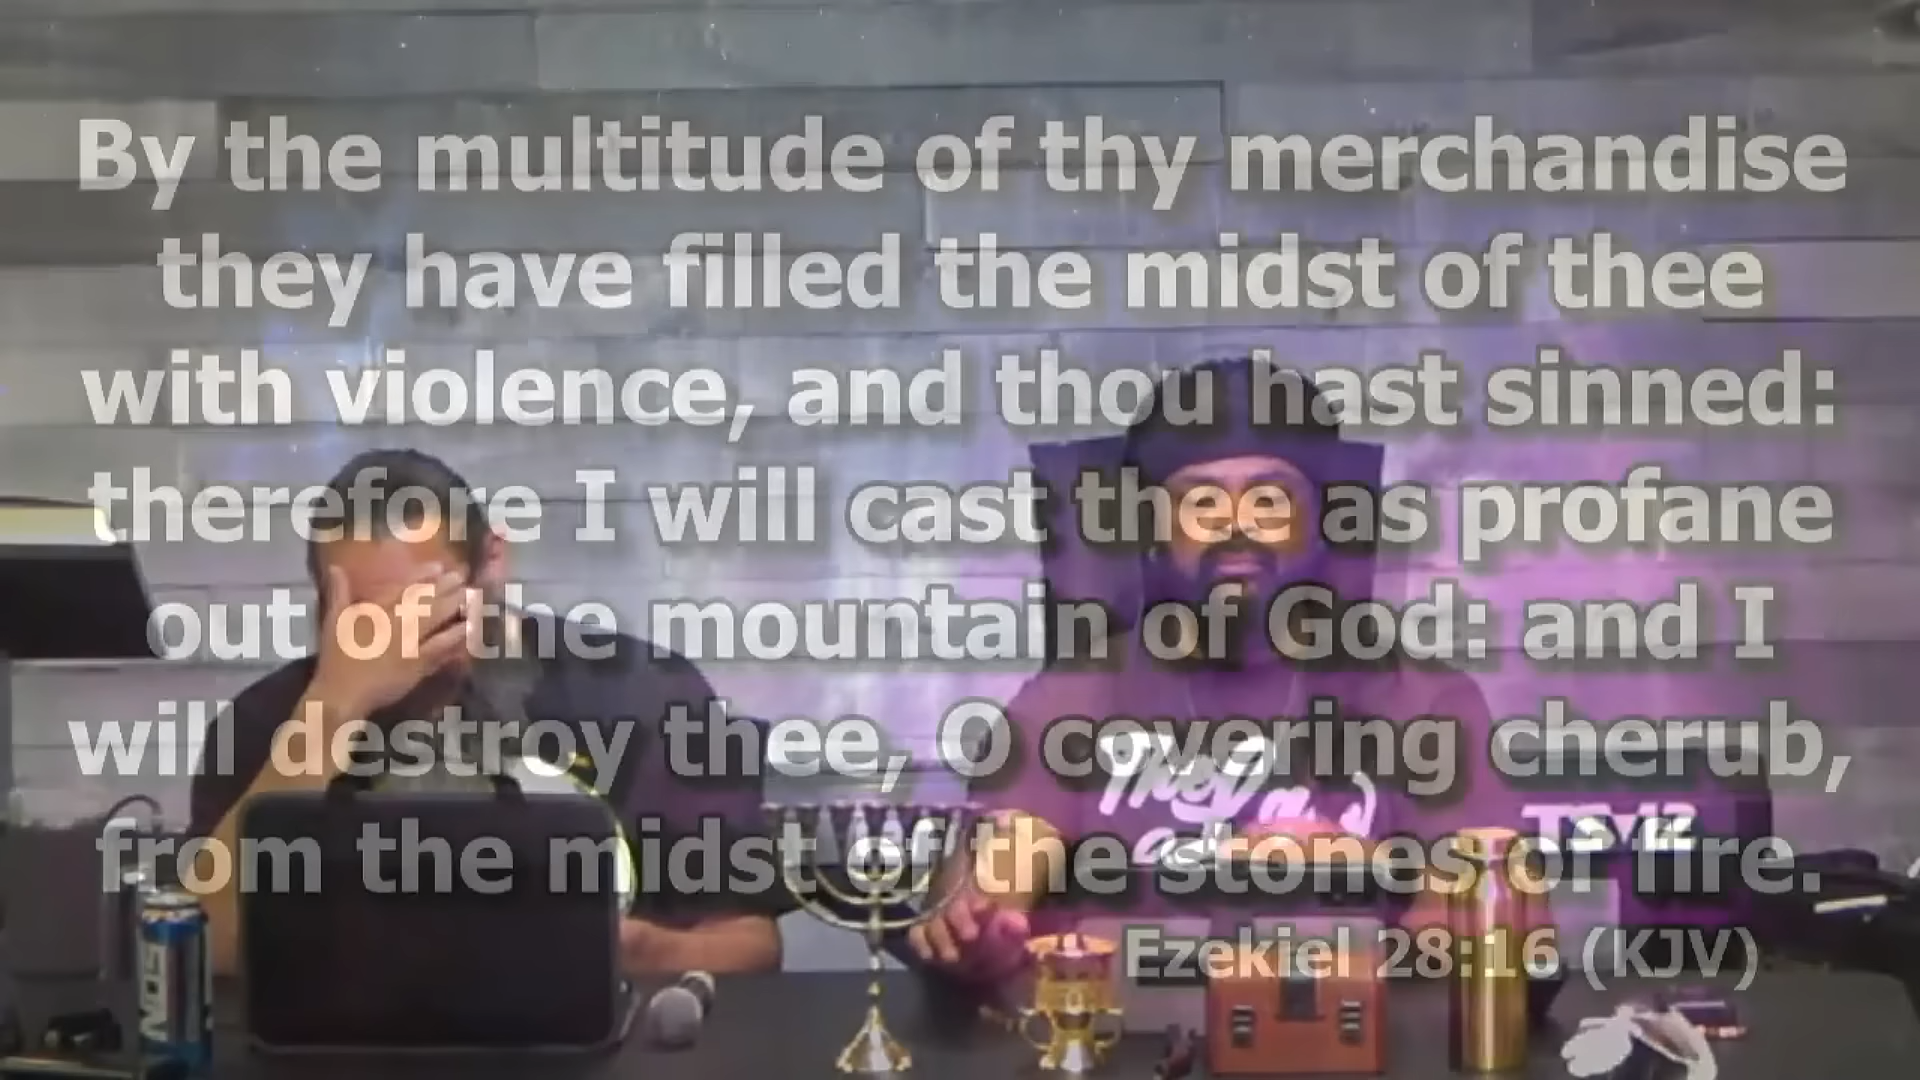 By the multitude of thy merchandise
they have filled the midst of thee
with violence, and thou hast sinned:
therefore I will cast thee as profane
out of the mountain of God: and I
will destroy thee, O covering cherub,
from the midst of the stones of fire.
Ezekiel 28:16 (KJV)
NOS